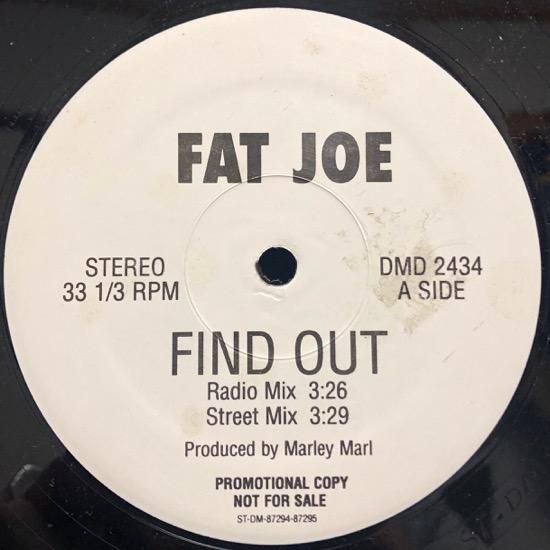 FAT JOE
STEREO
33 1/3 RPM
DMD 2434
A SIDE
FIND OUT
Radio Mix 3:26
Street Mix 3:29
Produced by Marley Marl
PROMOTIONAL COPY
NOT FOR SALE
ST-DM-87294-87295